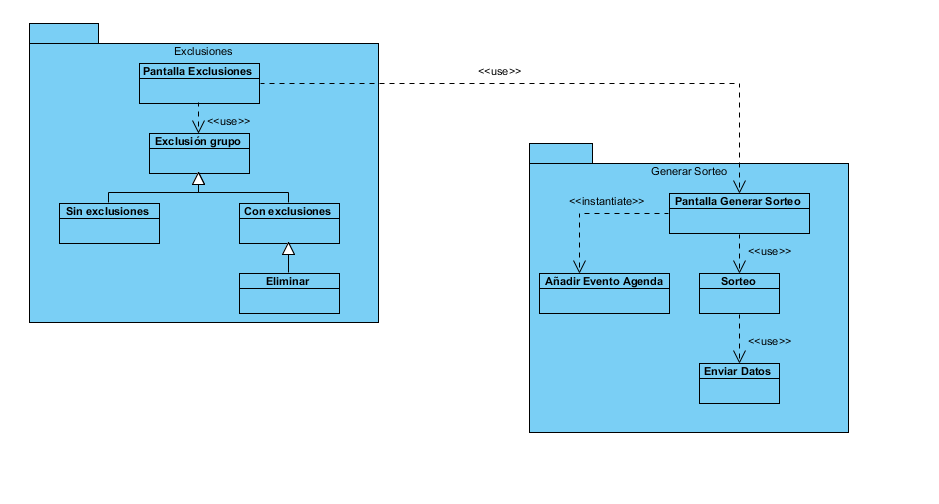 Exclusiones
Pantalla Exclusiones
<<use>>
<<use>>
Exclusión grupo
Sin exclusiones
Con exclusiones
Eliminar
Generar Sorteo
Pantalla Generar Sorteo
<<instantiate>>
<<use>>
Añadir Evento Agenda
Sorteo
<<use>>
Enviar Datos